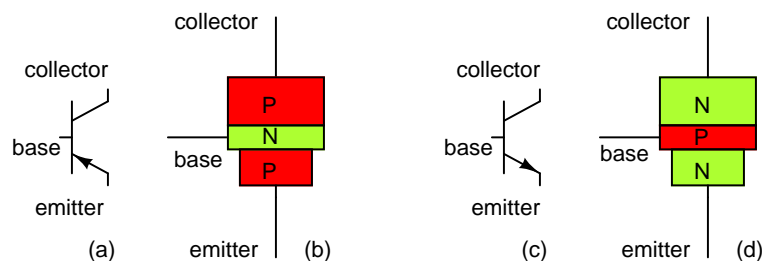 collector
collector
P
N
base
P
base
emitter
(a)
emitter
(b)
collector
collector
N
P
base
N
base
emitter
(c)
emitter
(d)